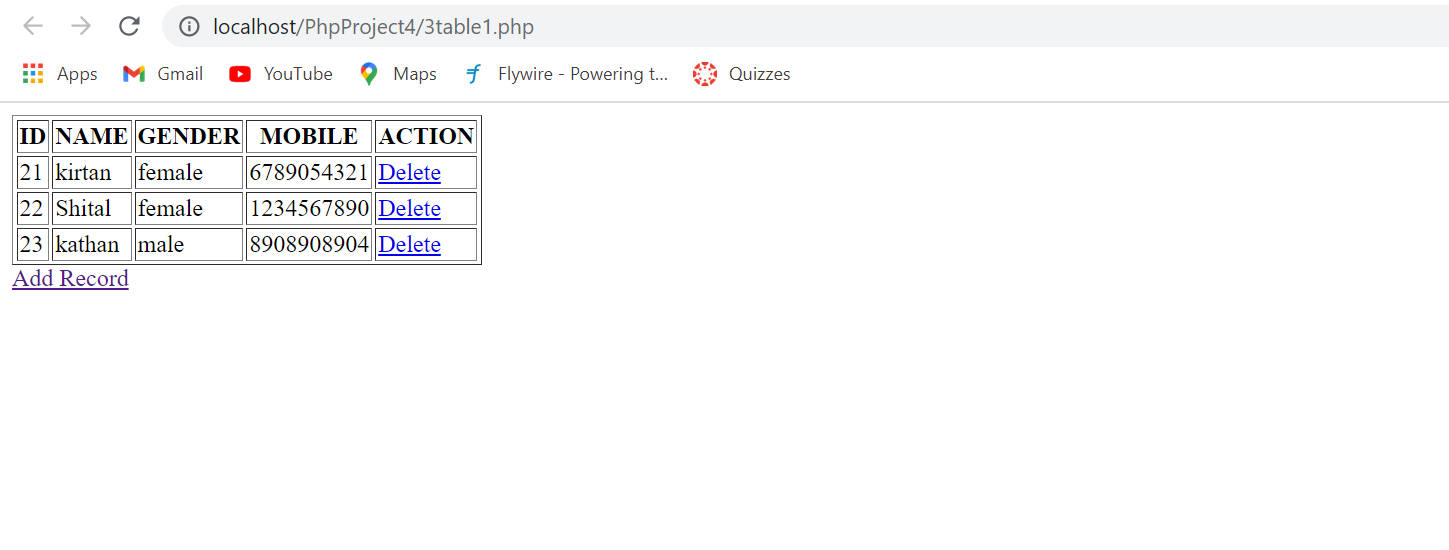 localhost/PhpProject4/3table1.php
Apps Gmail YouTube Maps Flywire - Powering t... Quizzes
ID NAME GENDER MOBILE ACTION
21 kirtan female 6789054321 Delete
22 Shital female 1234567890 Delete
23 kathan male 8908908904 Delete
Add Record